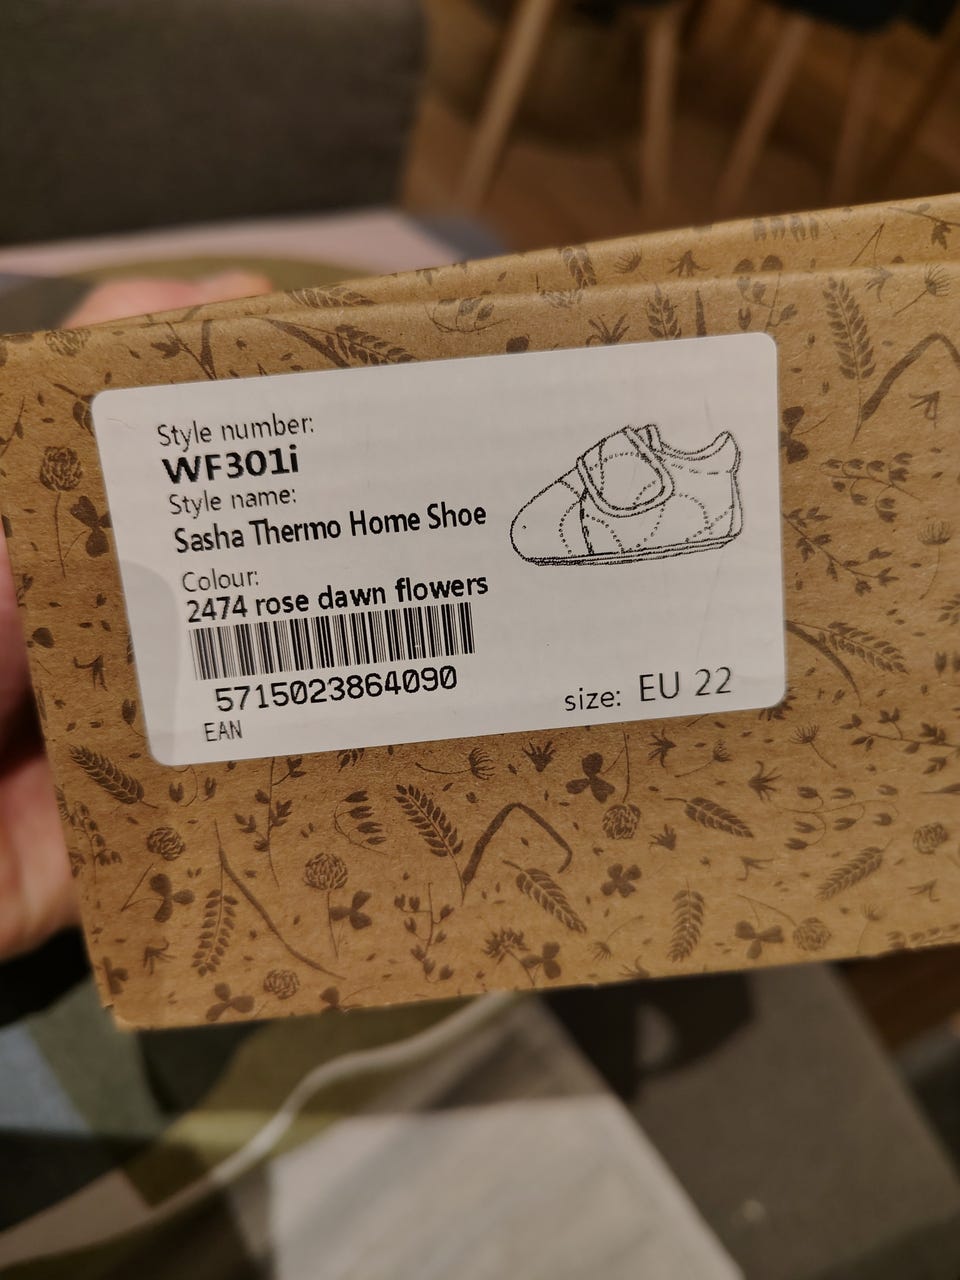 Style number:
WF301i
Style name:
Sasha Thermo Home Shoe
Colour:
2474 rose dawn flowers
5715023864090
EAN
size: EU 22